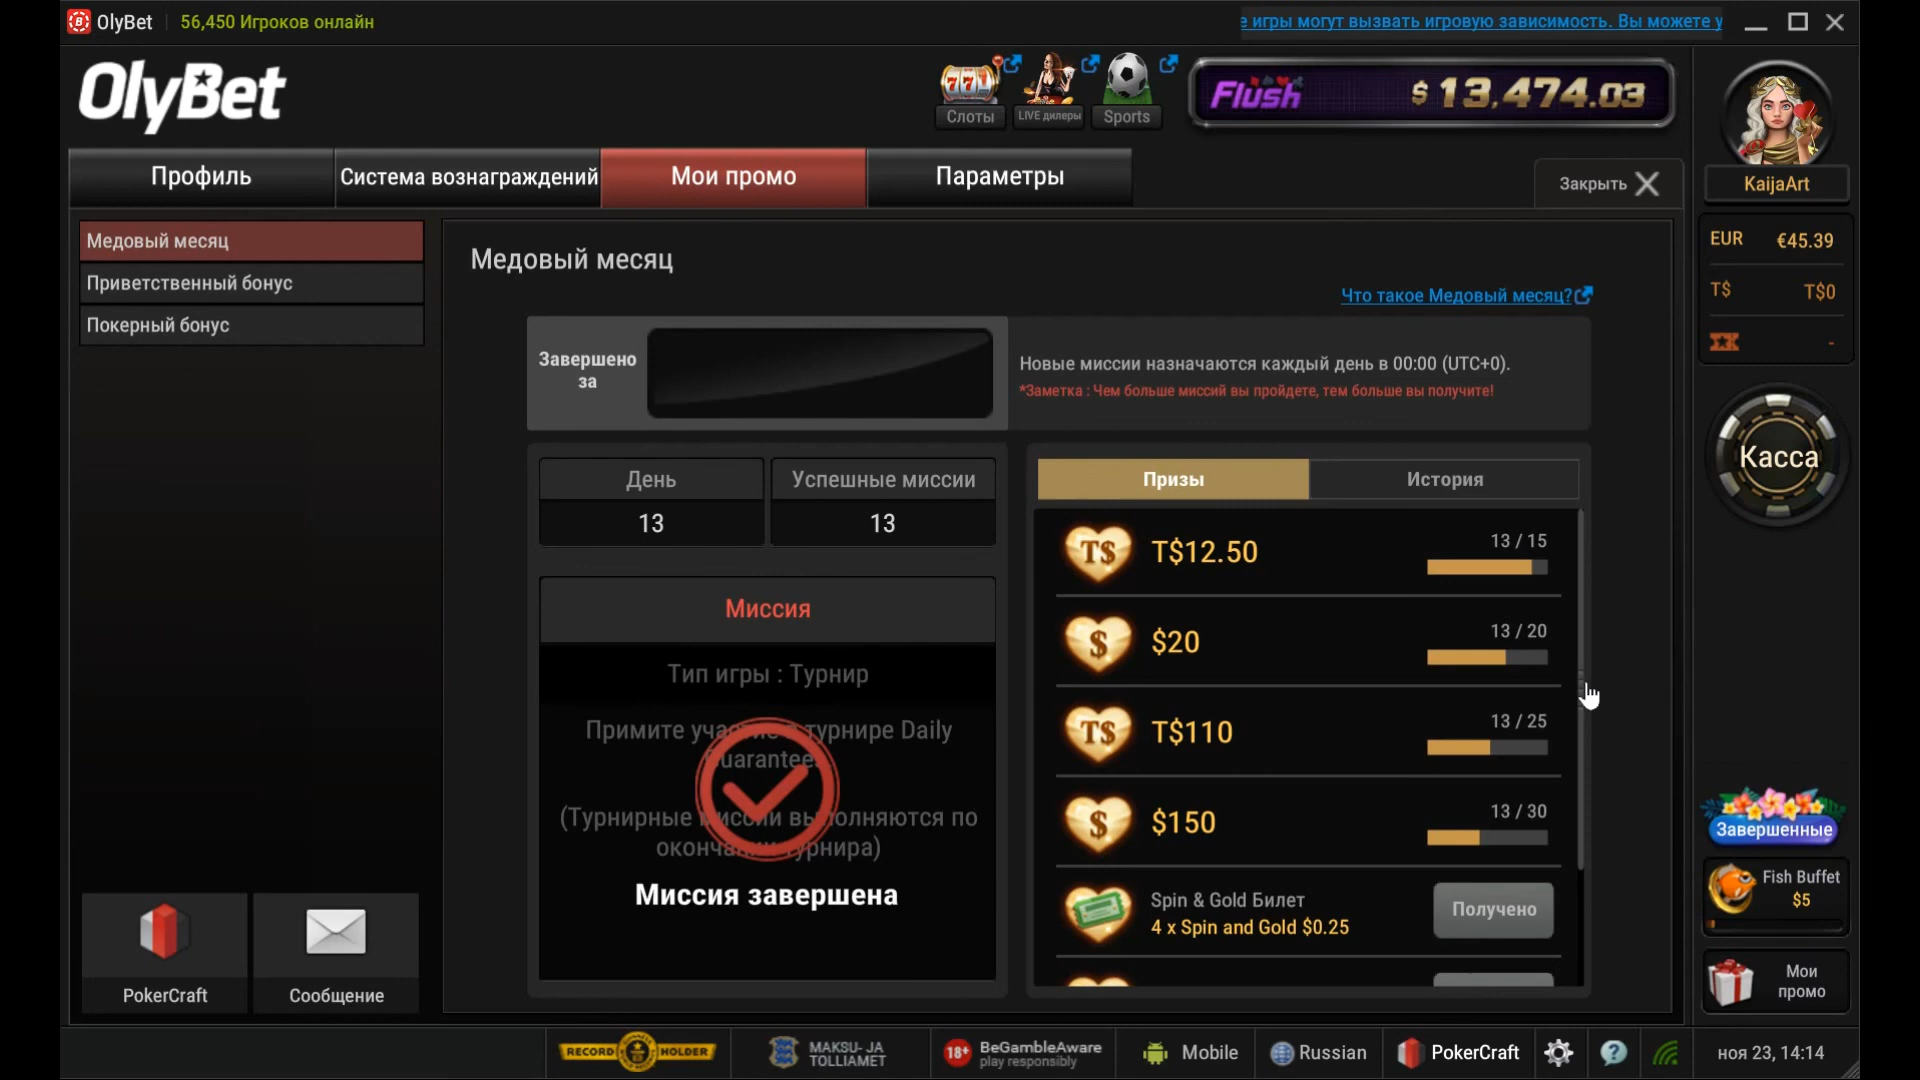 OlyBet
56,450 Игроков онлайн
е игры могут вызвать игровую зависимость. Вы можете у
OlyBet
777
Слоты
LIVE дилеры
Sports
Flush
$ 13,474.03
Профиль
Система вознаграждений
Мои промо
Параметры
Закрыть
KaijaArt
Медовый месяц
Приветственный бонус
Покерный бонус
Медовый месяц
Что такое Медовый месяц?
EUR €45.39
T$ T$0
-
Завершено
за
Новые миссии назначаются каждый день в 00:00 (UTC+0).
*Заметка : Чем больше миссий вы пройдете, тем больше вы получите!
Касса
День
Успешные миссии
13
13
Миссия
Тип игры : Турнир
Примите в турнире Daily
(Турнирные миссии выполняются по
окончании турнира)
Миссия завершена
Призы
История
T$ T$12.50 13 / 15
$ $20 13 / 20
T$ T$110 13 / 25
$ $150 13 / 30
Spin & Gold Билет
4 x Spin and Gold $0.25
Получено
Завершенные
Fish Buffet
$5
Мои
промо
PokerCraft
Сообщение
RECORD HOLDER
MAKSU- JA
TOLLIAMET
18+
BeGambleAware
play responsibly
Mobile
Russian
PokerCraft
ноя 23, 14:14